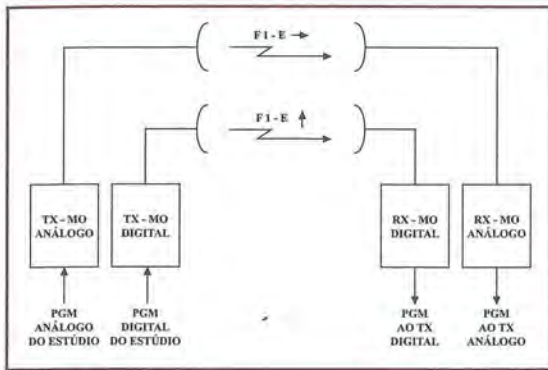 F1 - E
F1 - E
TX - MO
ANÁLOGO
TX - MO
DIGITAL
RX - MO
DIGITAL
RX - MO
ANÁLOGO
PGM
ANÁLOGO
DO ESTÚDIO
PGM
DIGITAL
DO ESTÚDIO
PGM
AO TX
DIGITAL
PGM
AO TX
ANÁLOGO